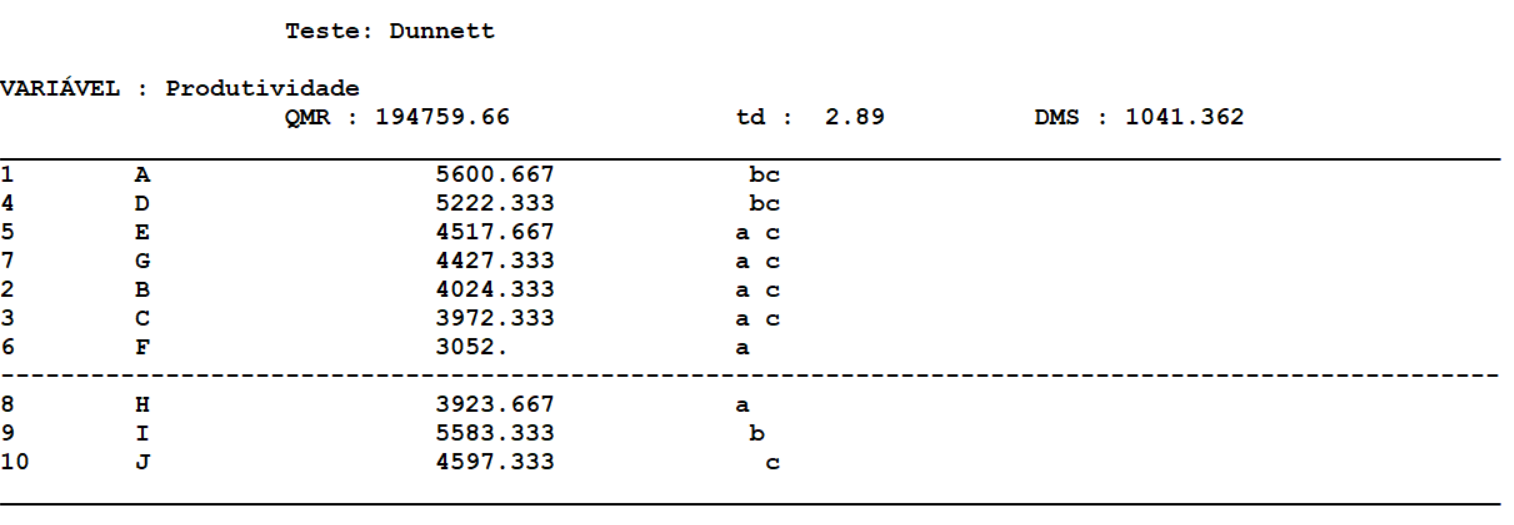 Teste: Dunnett
VARIÁVEL : Produtividade
QMR : 194759.66 td : 2.89 DMS : 1041.362
1 A 5600.667 bc
4 D 5222.333 bc
5 E 4517.667 a c
7 G 4427.333 a c
2 B 4024.333 a c
3 C 3972.333 a c
6 F 3052. a
----------------------------------------------------------------------------------------------------
8 H 3923.667 a
9 I 5583.333 b
10 J 4597.333 c